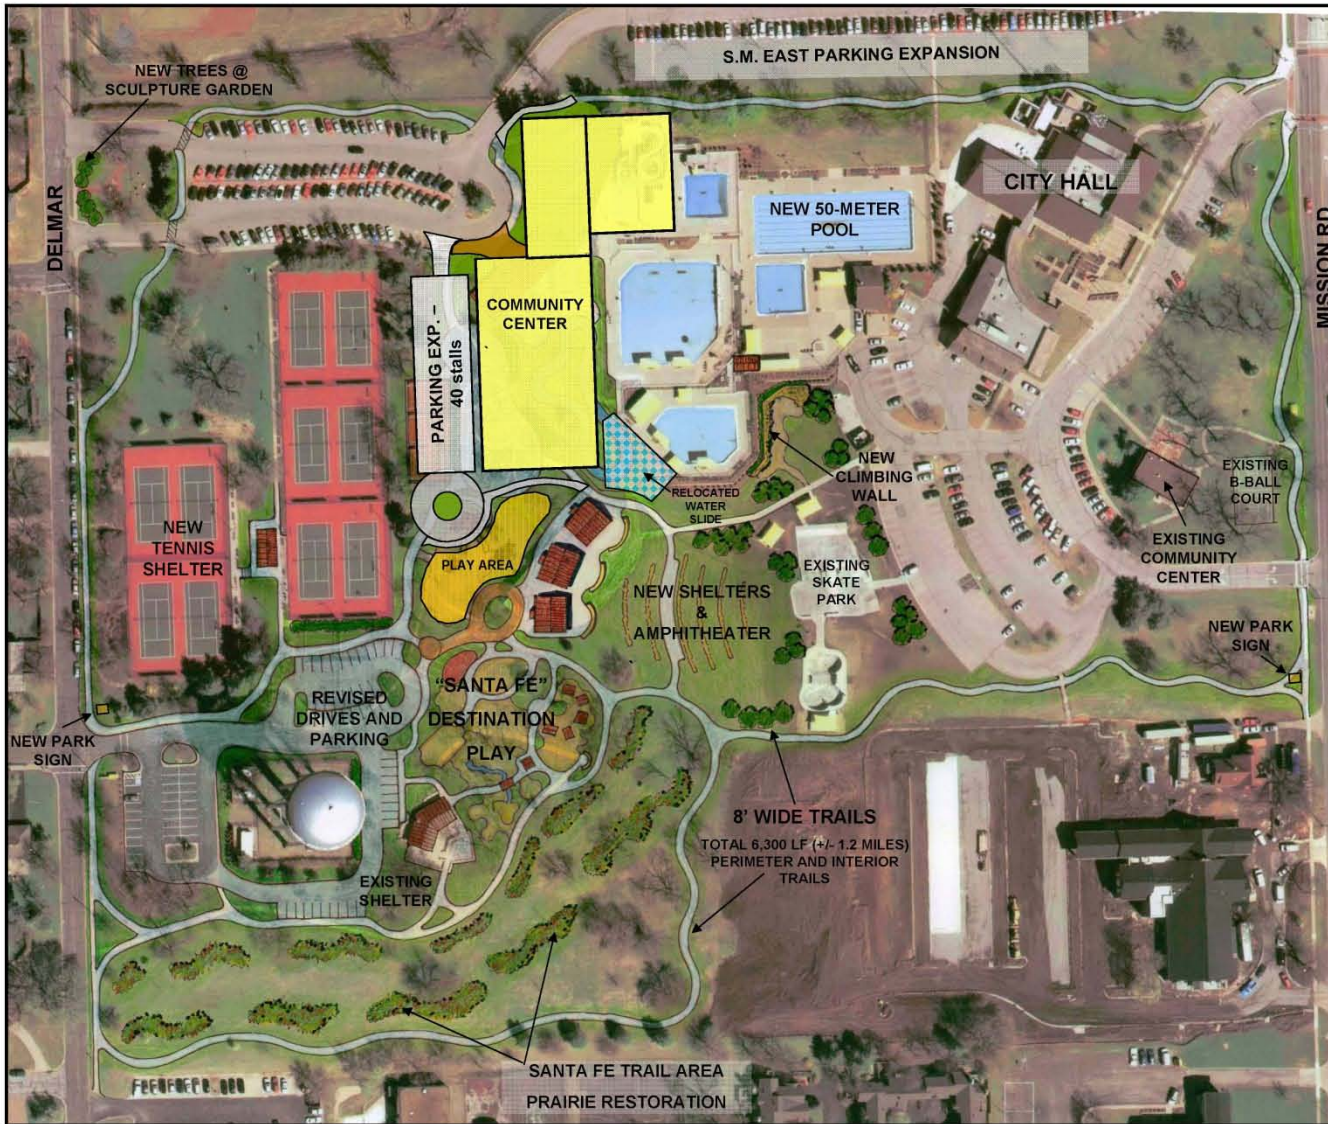 S.M. EAST PARKING EXPANSION
NEW TREES @
SCULPTURE GARDEN
CITY HALL
NEW 50-METER
POOL
DELMAR
MISSION RD
COMMUNITY
CENTER
PARKING EXP. –
40 stalls
NEW
CLIMBING
WALL
EXISTING
B-BALL
COURT
RELOCATED
WATER
SLIDE
NEW
TENNIS
SHELTER
EXISTING
COMMUNITY
CENTER
PLAY AREA
EXISTING
SKATE
PARK
NEW SHELTERS
&
AMPHITHEATER
NEW PARK
SIGN
"SANTA FE"
DESTINATION
PLAY
REVISED
DRIVES AND
PARKING
NEW PARK
SIGN
8' WIDE TRAILS
TOTAL 6,300 LF (+/- 1.2 MILES)
PERIMETER AND INTERIOR
TRAILS
EXISTING
SHELTER
SANTA FE TRAIL AREA
PRAIRIE RESTORATION